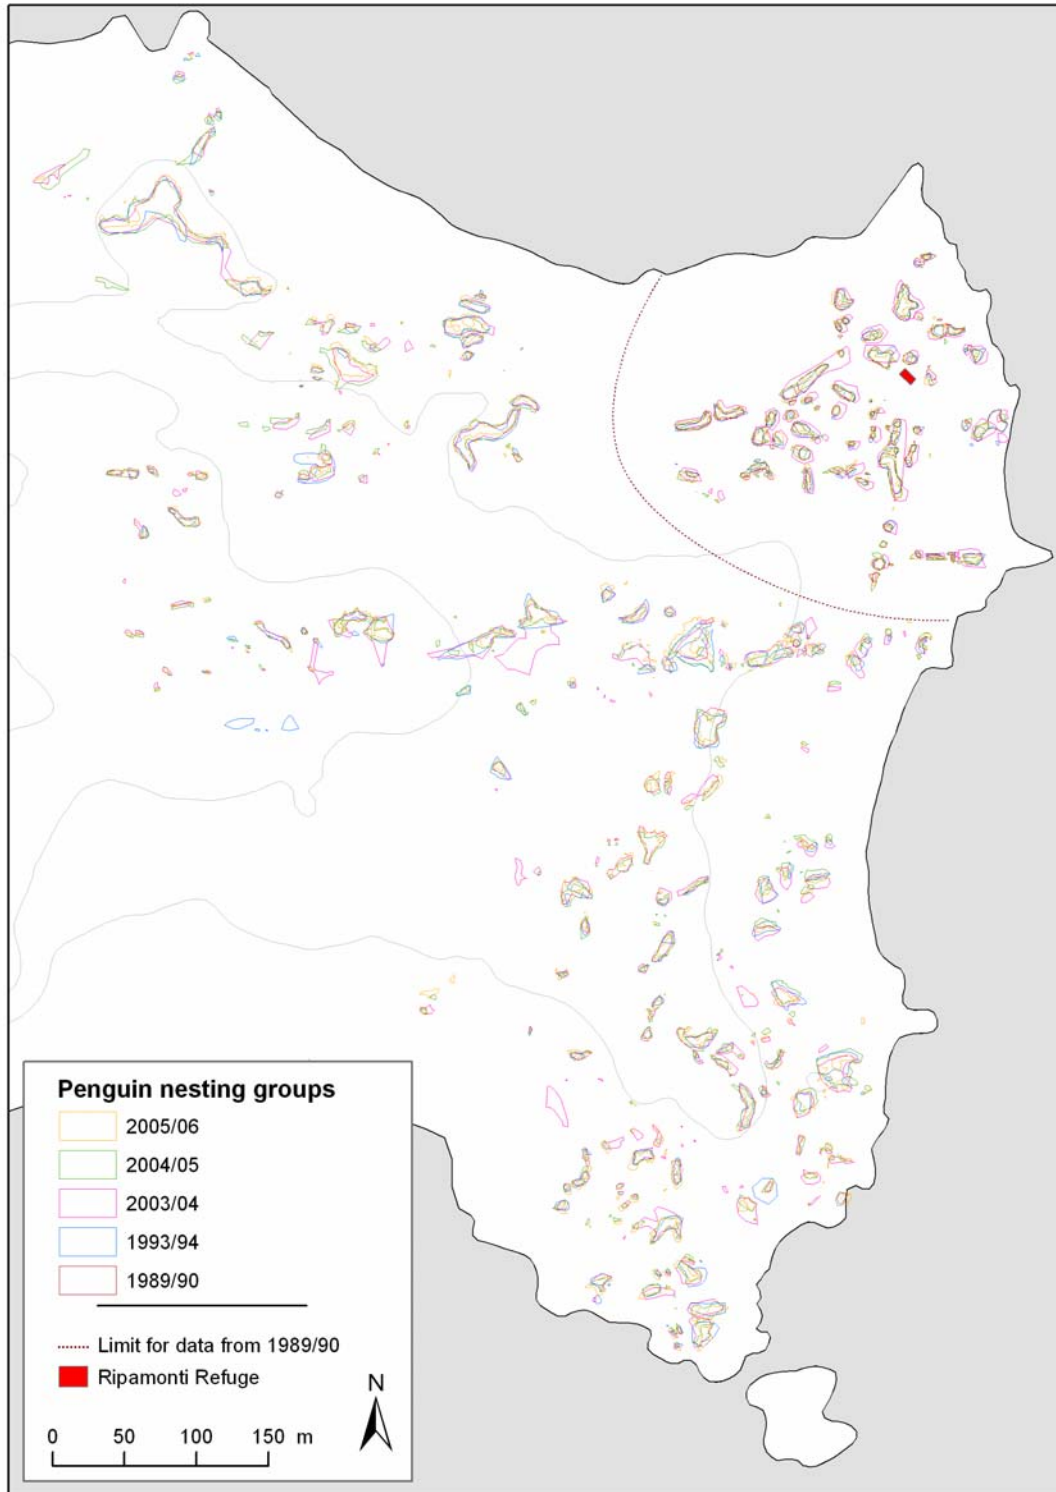 Penguin nesting groups
2005/06
2004/05
2003/04
1993/94
1989/90
Limit for data from 1989/90
Ripamonti Refuge
N
0 50 100 150 m